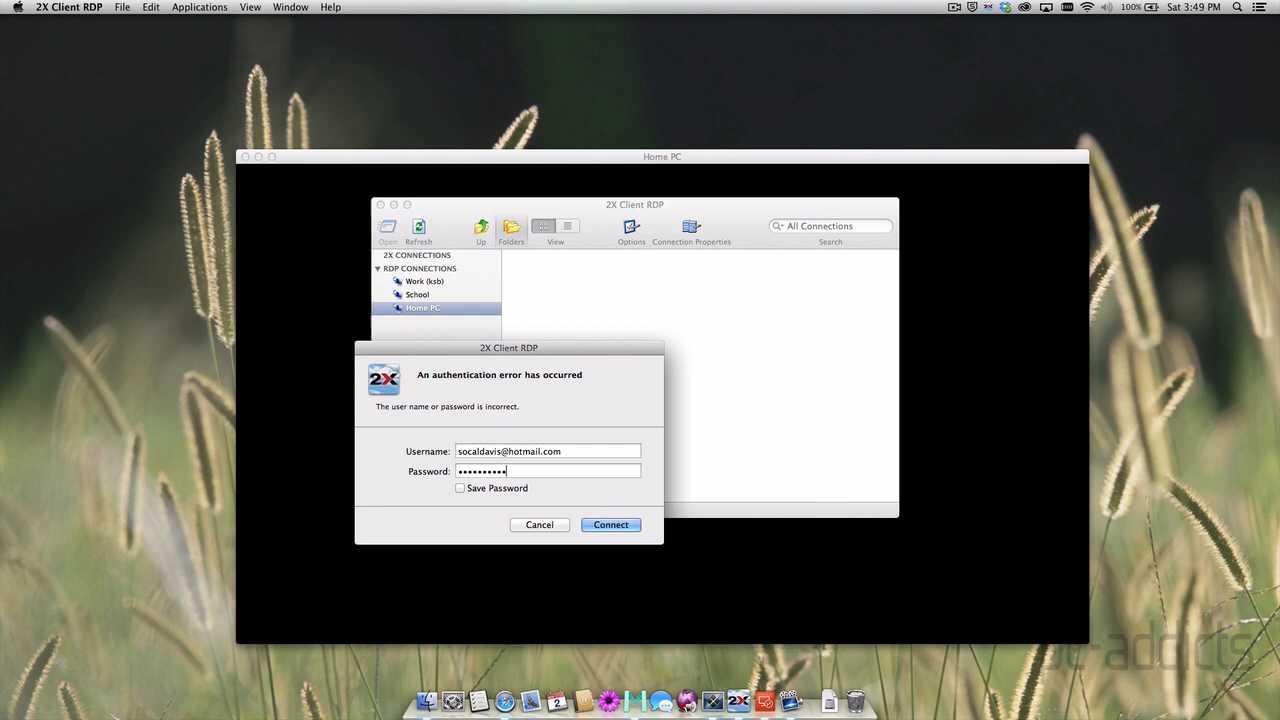 2X Client RDP File Edit Applications View Window Help 100% Sat 3:49 PM
Home PC
2X Client RDP
All Connections
Open Refresh Up Folders View Options Connection Properties Search
2X CONNECTIONS
RDP CONNECTIONS
Work (ksb)
School
Home PC
2X Client RDP
2X
An authentication error has occurred
The user name or password is incorrect.
Username: socaldavis@hotmail.com
Password: ••••••••••
Save Password
Cancel Connect
2
2X